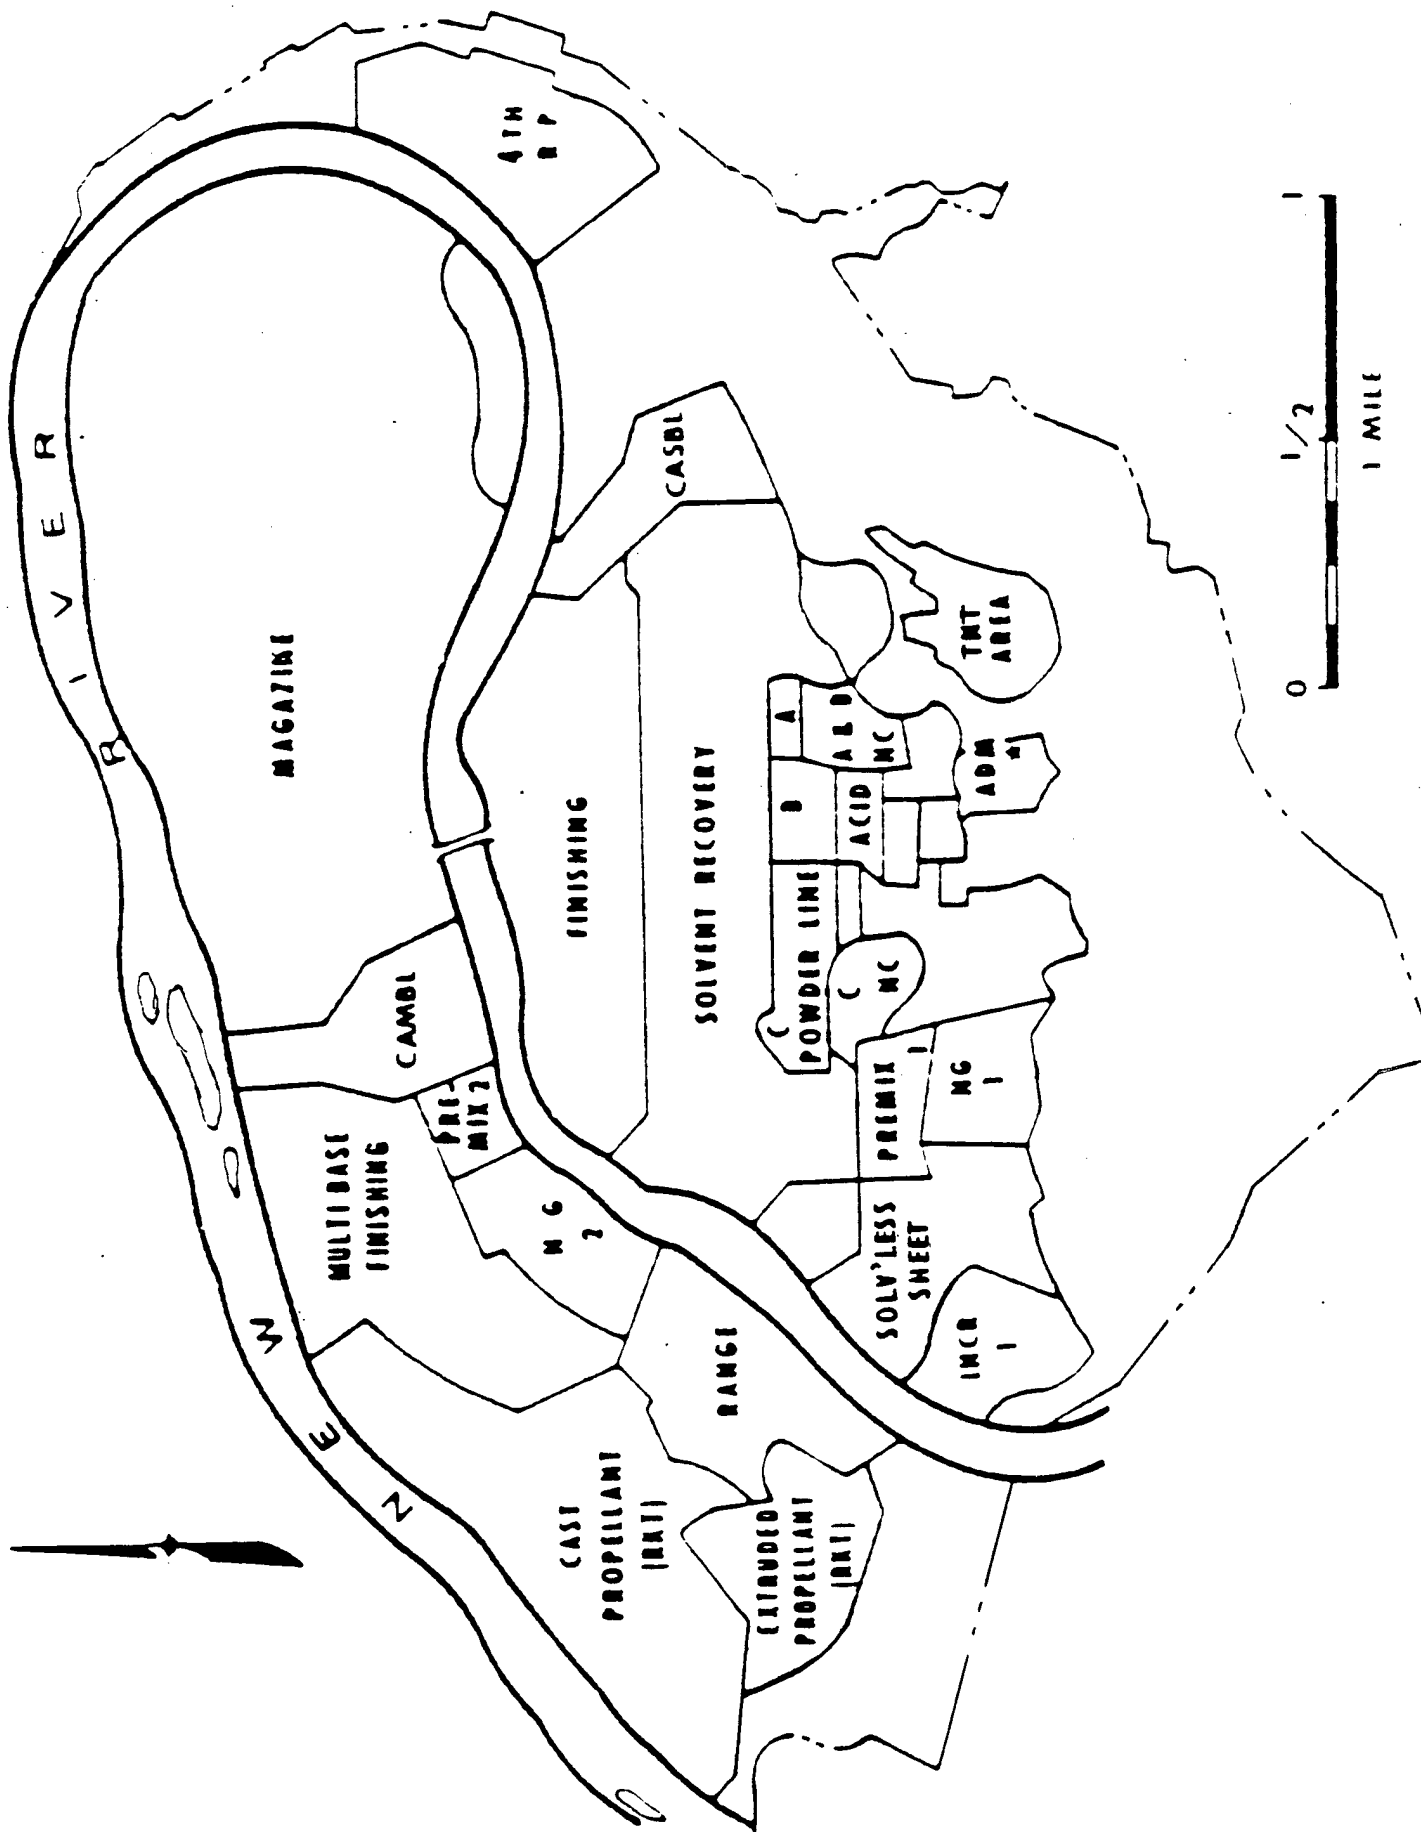 NEW RIVER
MAGAZINE
4TH
R P
CASBL
CAMBL
PRE-
MIX 2
MULTI BASE
FINISHING
N G
2
FINISHING
SOLVENT RECOVERY
A
B
C
POWDER LINE
A & B
NC
ACID
C
NC
TNT
AREA
ADM
PREMIX 1
NG
1
SOLV'LESS
SHEET
INCR
1
RANGE
CAST
PROPELLANT
(RKT)
EXTRUDED
PROPELLANT
(RKT)
0 1/2 1
1 MILE